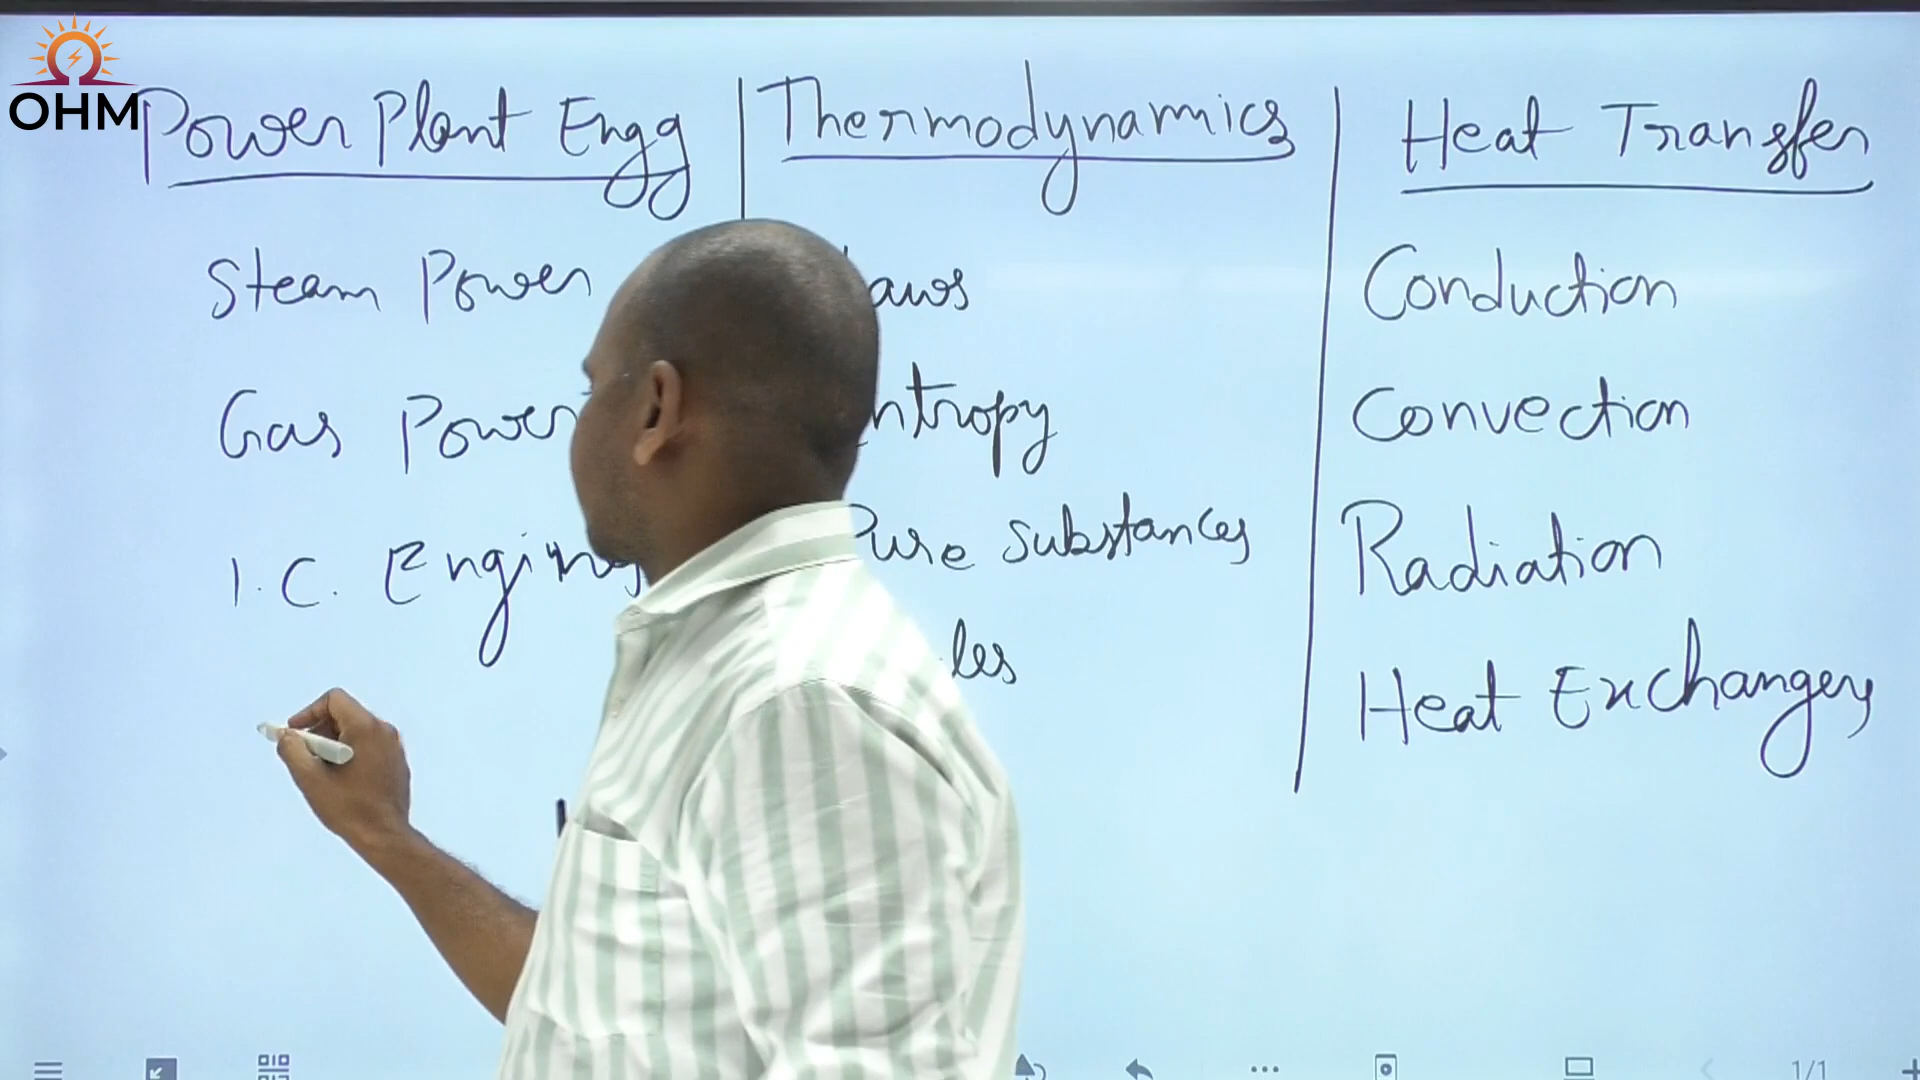 OHM
Power Plant Engg
Steam Power
Gas Power
I.C. Engines
Thermodynamics
Pure Substances
Heat Transfer
Conduction
Convection
Radiation
Heat Exchangers
1/1